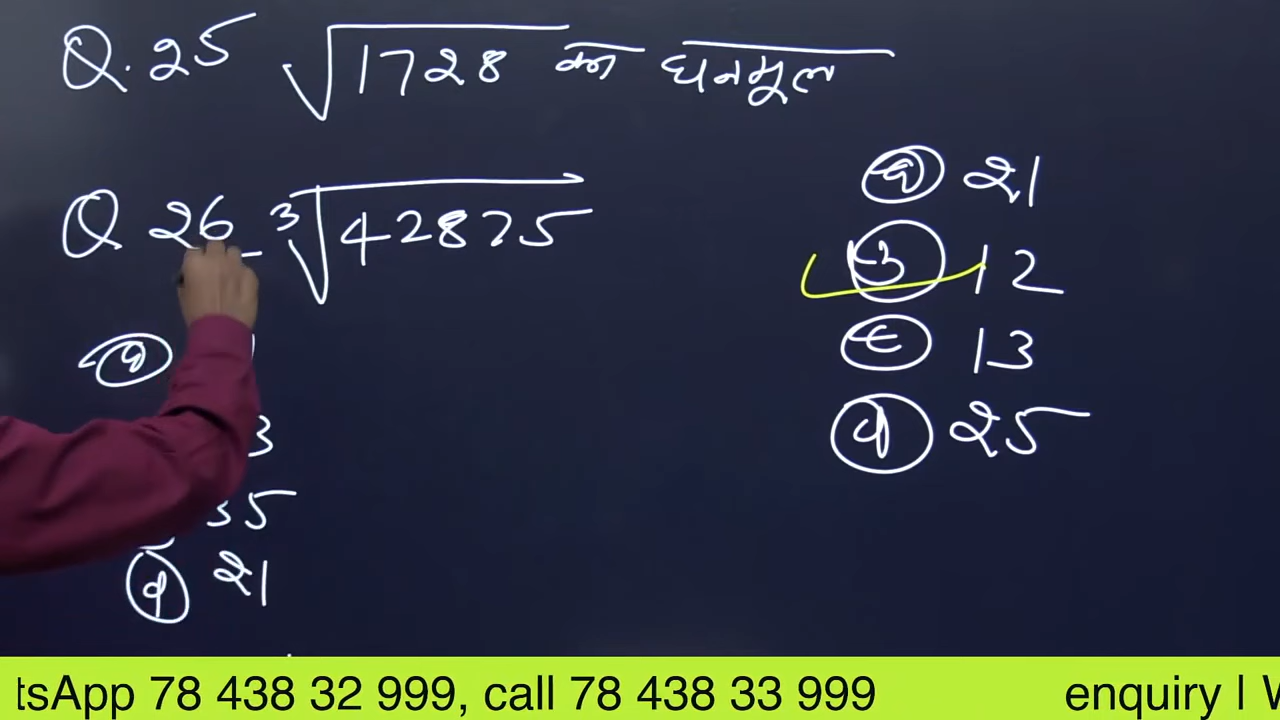 Q.25 √1728 का घनमूल
a 21
b 12
c 13
d 25
Q 26 ³√42875
a
3
35
d 21
tsApp 78 438 32 999, call 78 438 33 999 enquiry | W